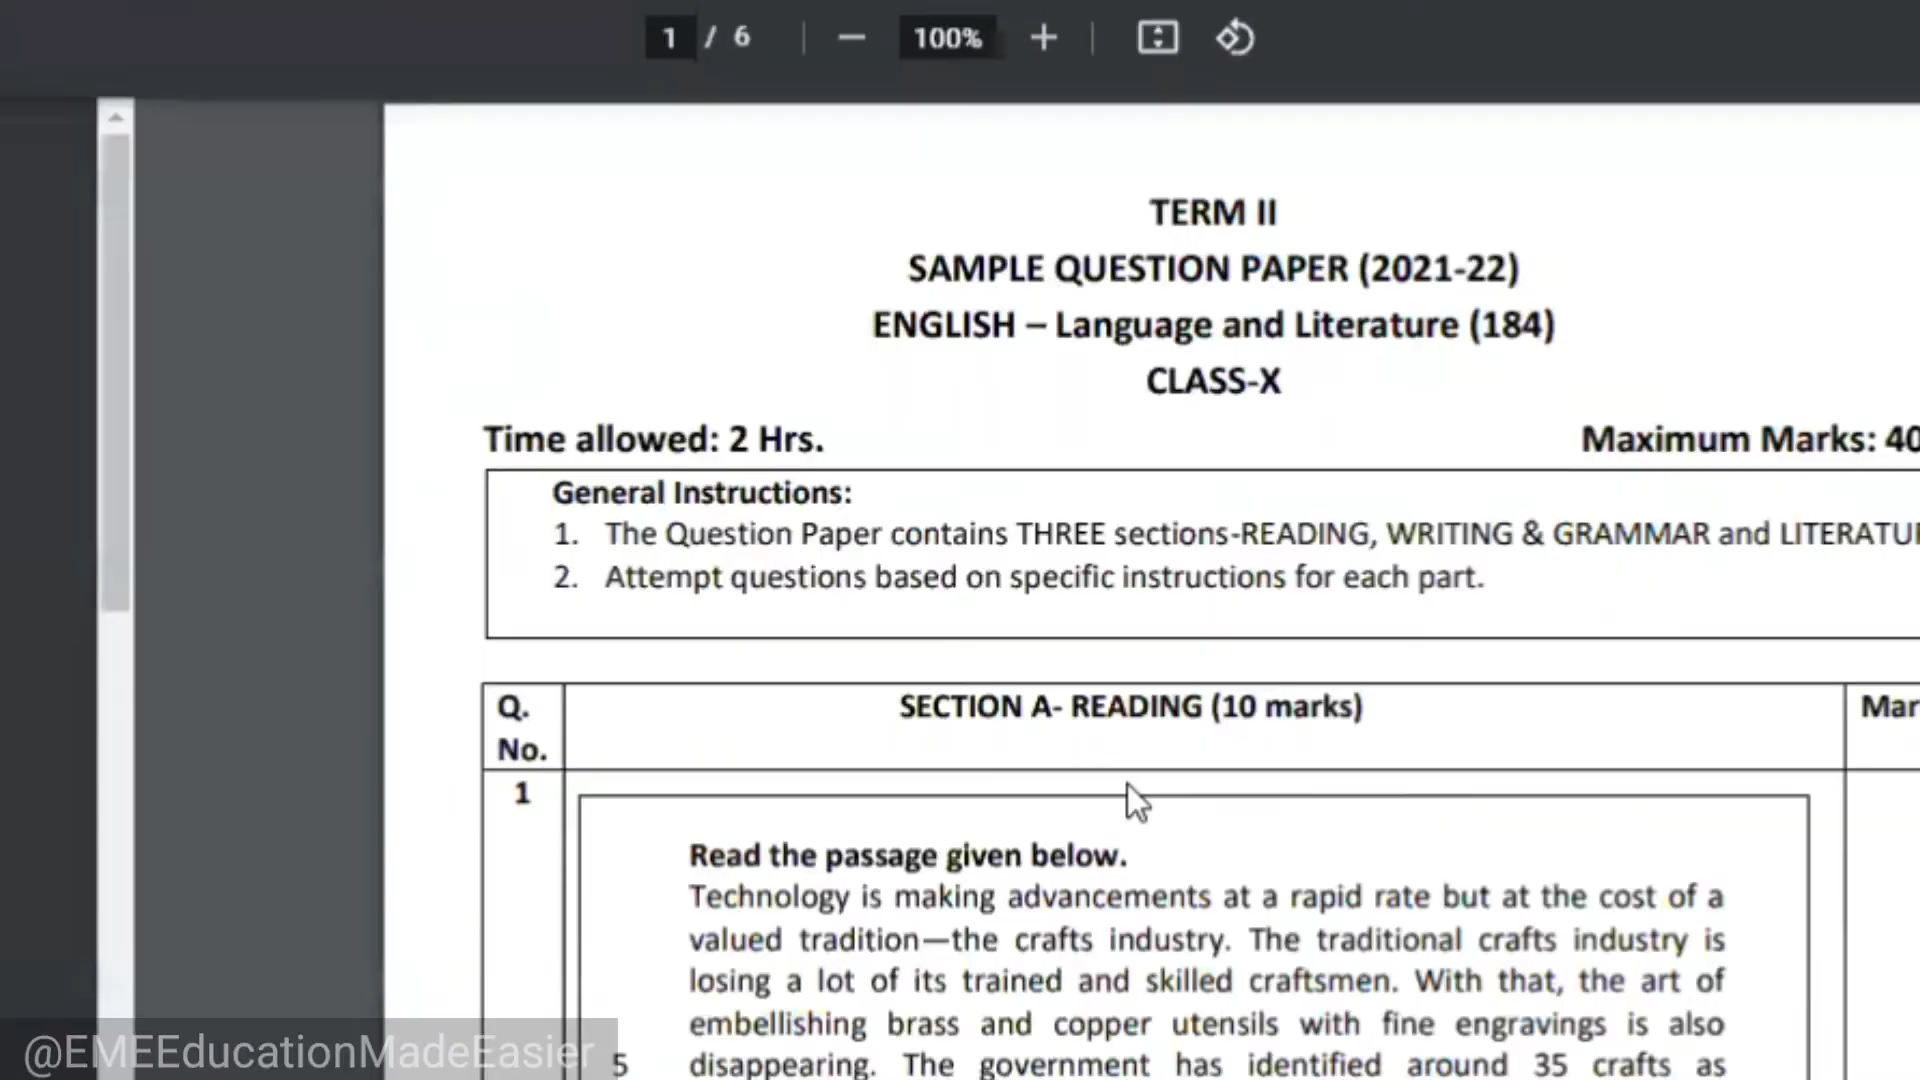 1 / 6 100%
TERM II
SAMPLE QUESTION PAPER (2021-22)
ENGLISH – Language and Literature (184)
CLASS-X
Time allowed: 2 Hrs. Maximum Marks: 40
General Instructions:
1. The Question Paper contains THREE sections-READING, WRITING & GRAMMAR and
2. Attempt questions based on specific instructions for each part.
Q. SECTION A- READING (10 marks)
No.
1
Read the passage given below.
Technology is making advancements at a rapid rate but at the cost of a
valued tradition—the crafts industry. The traditional crafts industry is
losing a lot of its trained and skilled craftsmen. With that, the art of
embellishing brass and copper utensils with fine engravings is also
5 disappearing. The government has identified around 35 crafts as
@EMEEducationMadeEasier